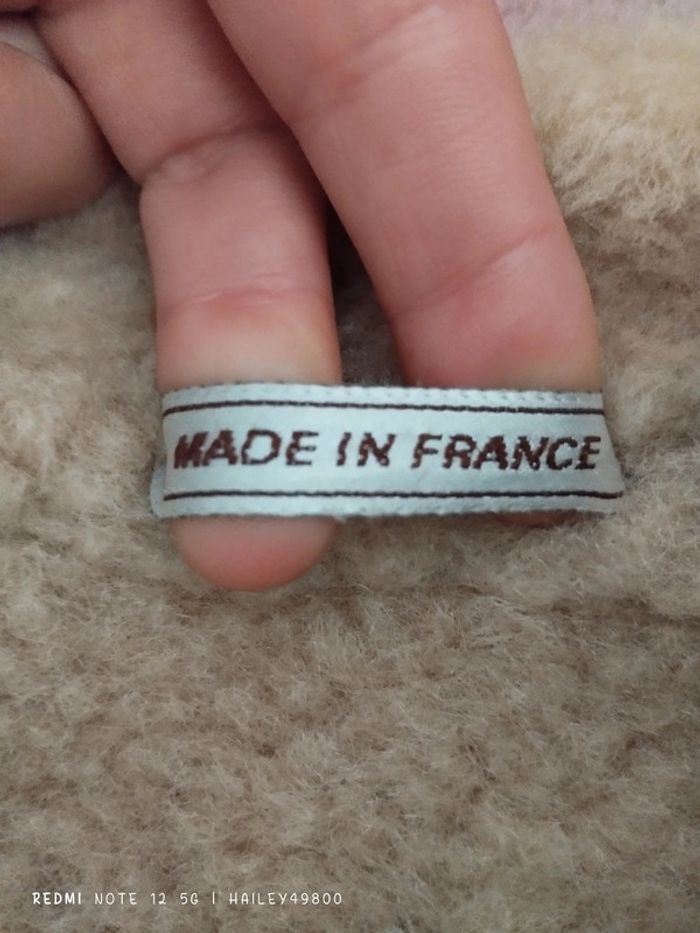 MADE IN FRANCE
REDMI NOTE 12 5G | HAILEY49800